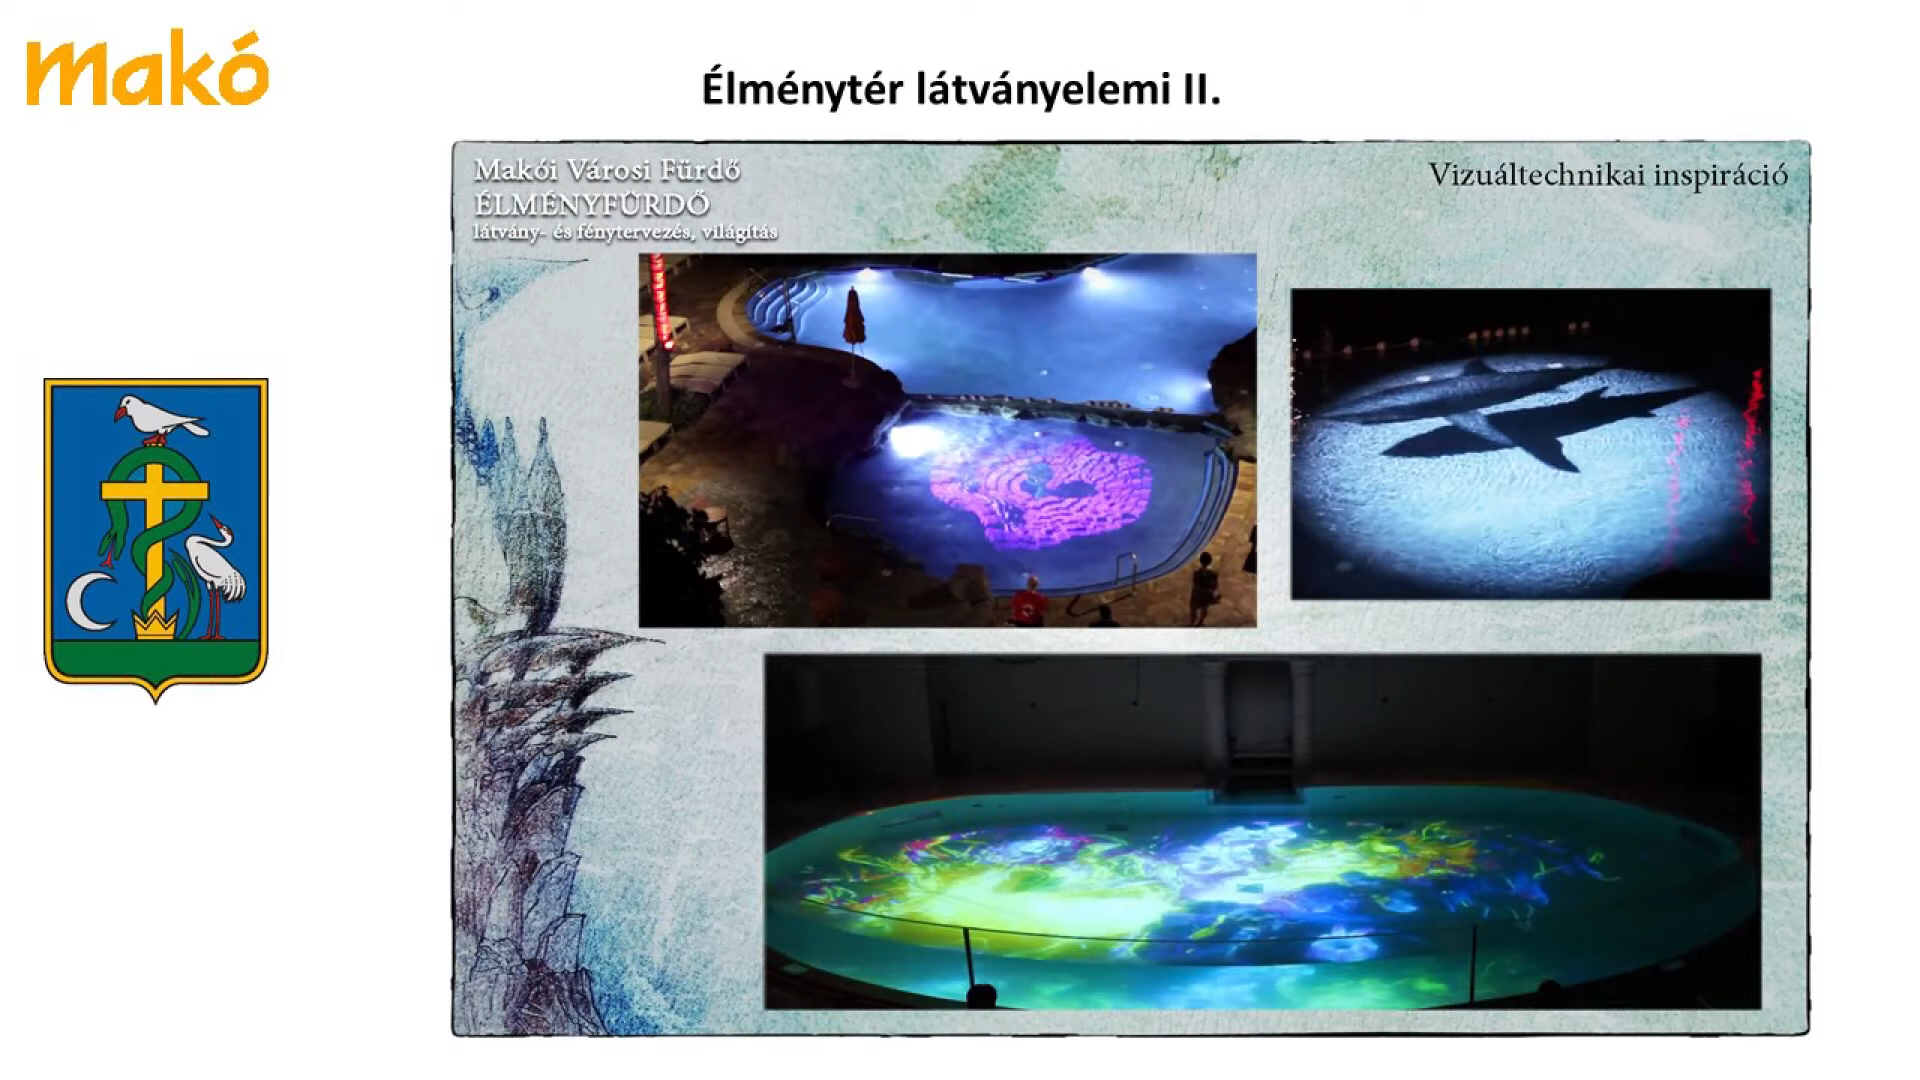 makó
Élménytér látványelemi II.
Makói Városi Fürdő
ÉLMÉNYFÜRDŐ
látvány- és fénytervezés, világítás
Vizuáltechnikai inspiráció